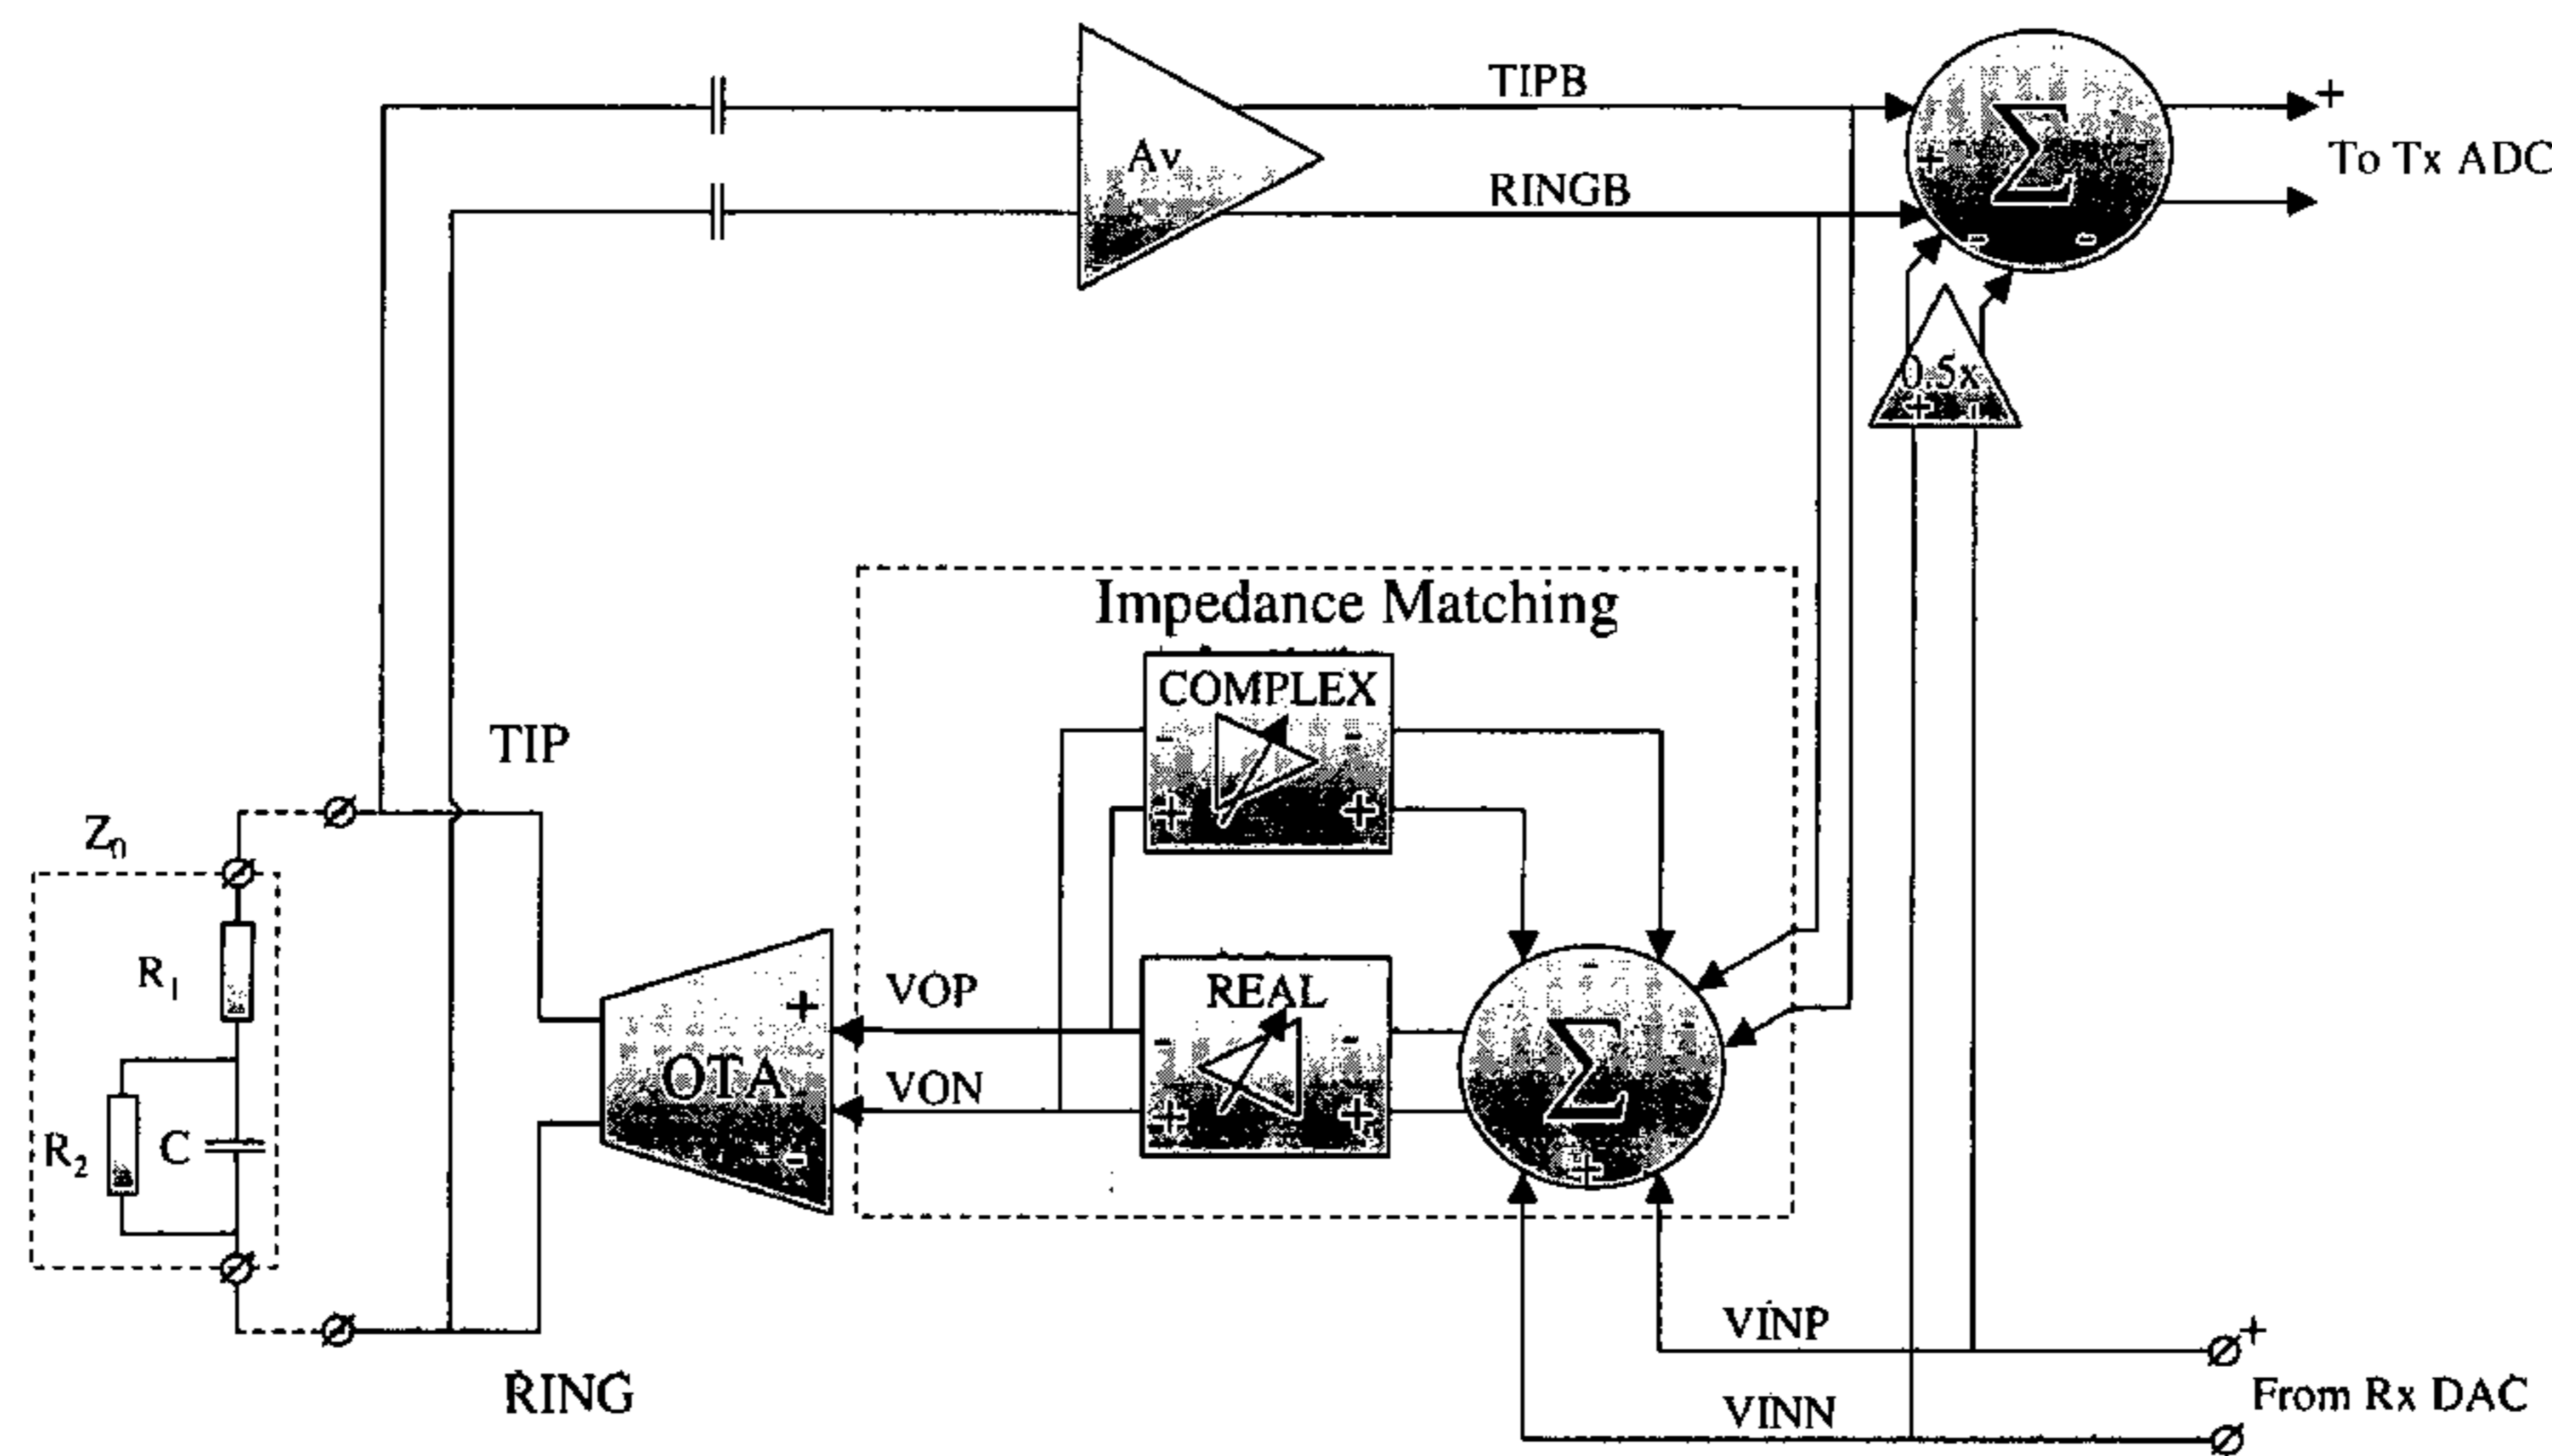 TIPB
Av
RINGB
Σ
+
-
-
+
To Tx ADC
0.5x
+
Impedance Matching
COMPLEX
-
-
+
+
TIP
Z₀
R₁
R₂
C
OTA
+
-
VOP
VON
REAL
-
-
+
+
Σ
-
-
+
RING
VINP
VINN
+
From Rx DAC